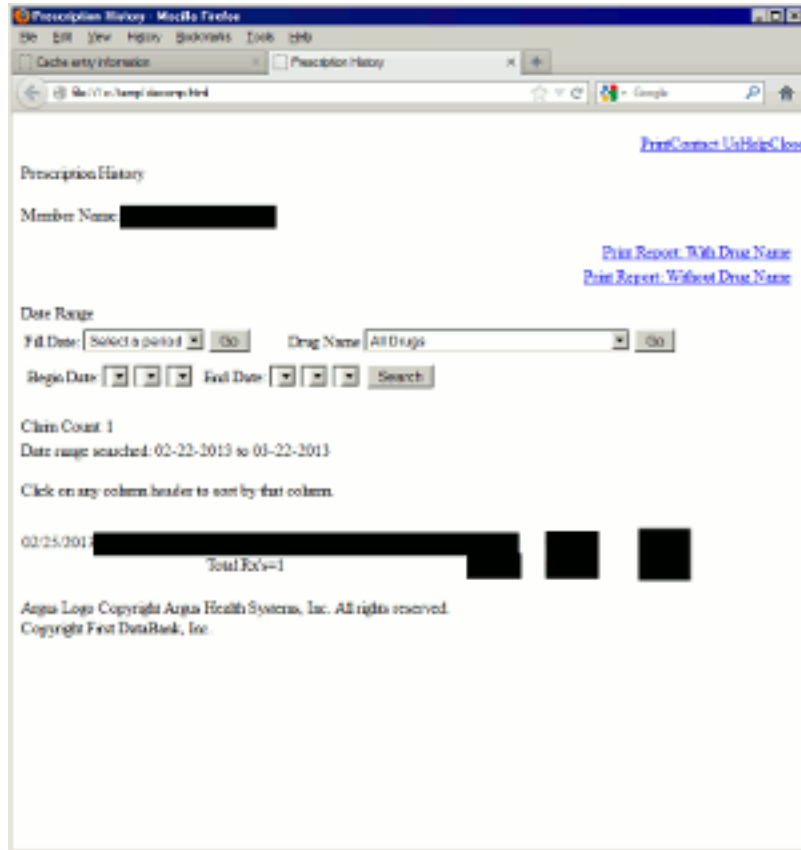 Prescription History - Mozilla Firefox
File Edit View History Bookmarks Tools Help
Cache entry information
Prescription History
Google
PrintContact UsHelpClose
Prescription History
Member Name:
Print Report: With Drug Name
Print Report: Without Drug Name
Date Range
Fill Date: Select a period Go Drug Name All Drugs Go
Begin Date: End Date: Search
Claim Count 1
Date range searched: 02-22-2013 to 03-22-2013
Click on any column header to sort by that column.
02/25/2013
Total Rx's=1
Argus Logo Copyright Argus Health Systems, Inc. All rights reserved.
Copyright First DataBank, Inc.